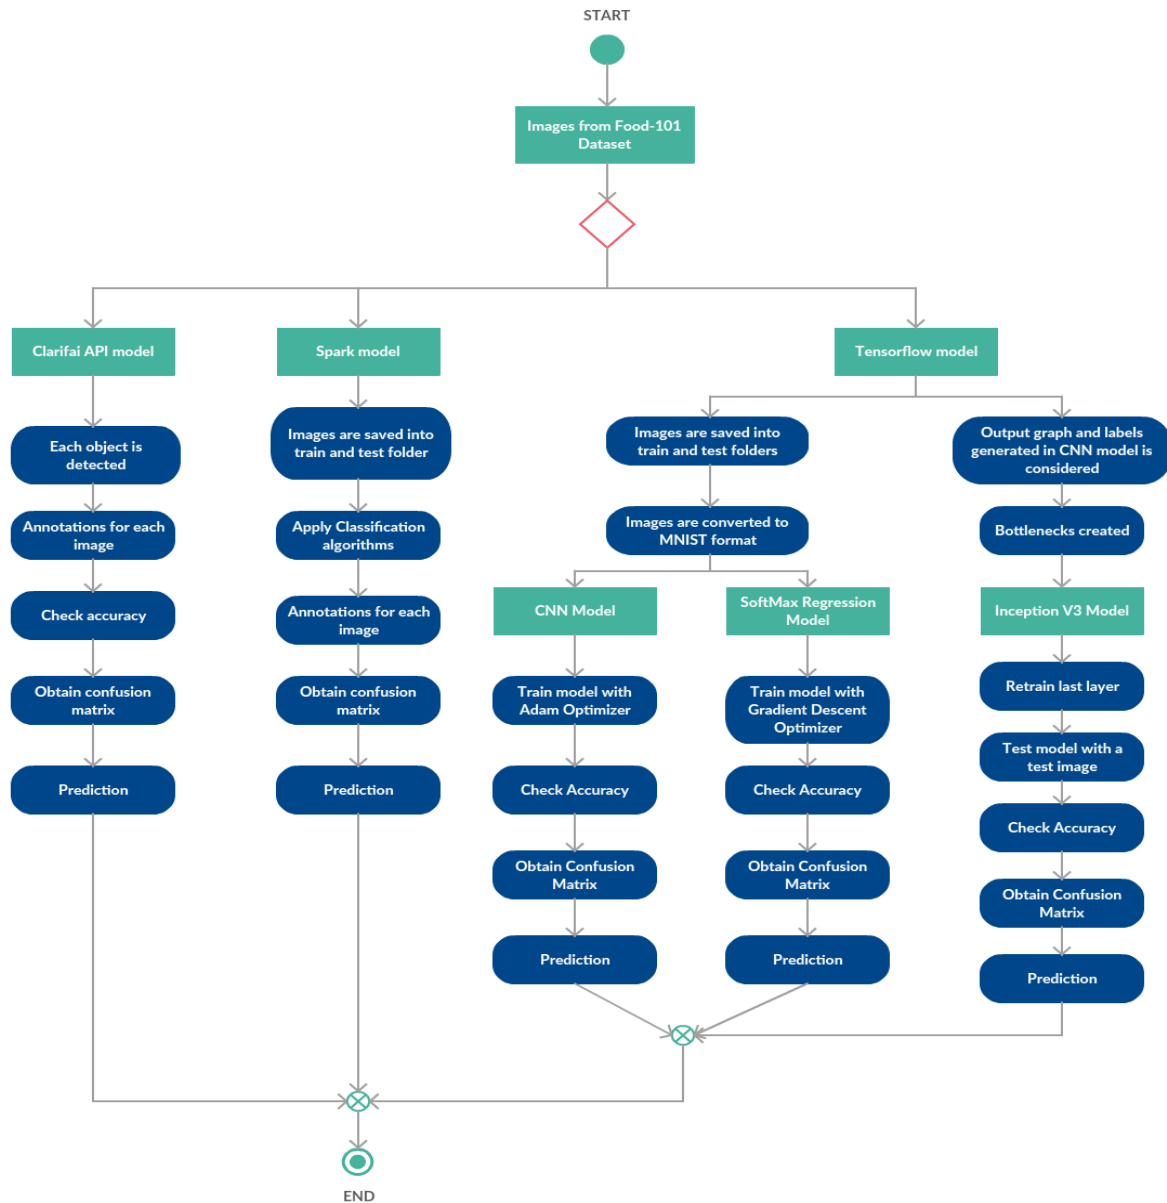 START
Images from Food-101
Dataset
Clarifai API model
Spark model
Tensorflow model
Each object is
detected
Annotations for each
image
Check accuracy
Obtain confusion
matrix
Prediction
Images are saved into
train and test folder
Apply Classification
algorithms
Annotations for each
image
Obtain confusion
matrix
Prediction
Images are saved into
train and test folders
Images are converted to
MNIST format
CNN Model
Train model with
Adam Optimizer
Check Accuracy
Obtain Confusion
Matrix
Prediction
SoftMax Regression
Model
Train model with
Gradient Descent
Optimizer
Check Accuracy
Obtain Confusion
Matrix
Prediction
Output graph and labels
generated in CNN model is
considered
Bottlenecks created
Inception V3 Model
Retrain last layer
Test model with a
test image
Check Accuracy
Obtain Confusion
Matrix
Prediction
END